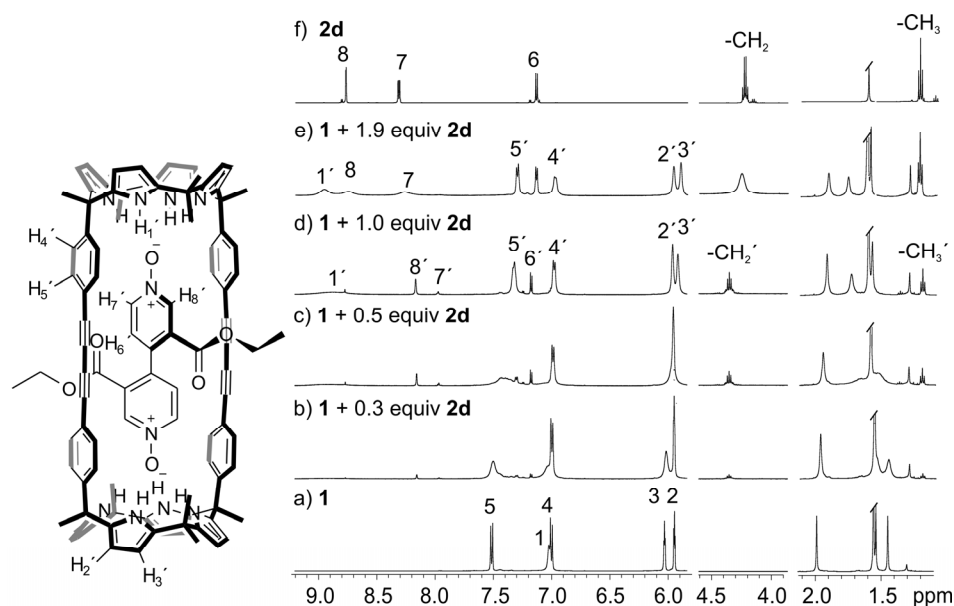 f) 2d
8
7
6
-CH2
-CH3
e) 1 + 1.9 equiv 2d
1´
8
7
5´
4´
2´
3´
d) 1 + 1.0 equiv 2d
1´
8´
7´
5´
6´
4´
2´
3´
-CH2´
-CH3´
c) 1 + 0.5 equiv 2d
b) 1 + 0.3 equiv 2d
a) 1
5
4
1
3
2
9.0 8.5 8.0 7.5 7.0 6.5 6.0 4.5 4.0 2.0 1.5 ppm
N H N H1´ H N
H4´
H5´
O−
N+
H7´
H8´
OH6´
O
O
O
N+
O−
H H H H
N N N N
H2´
H3´